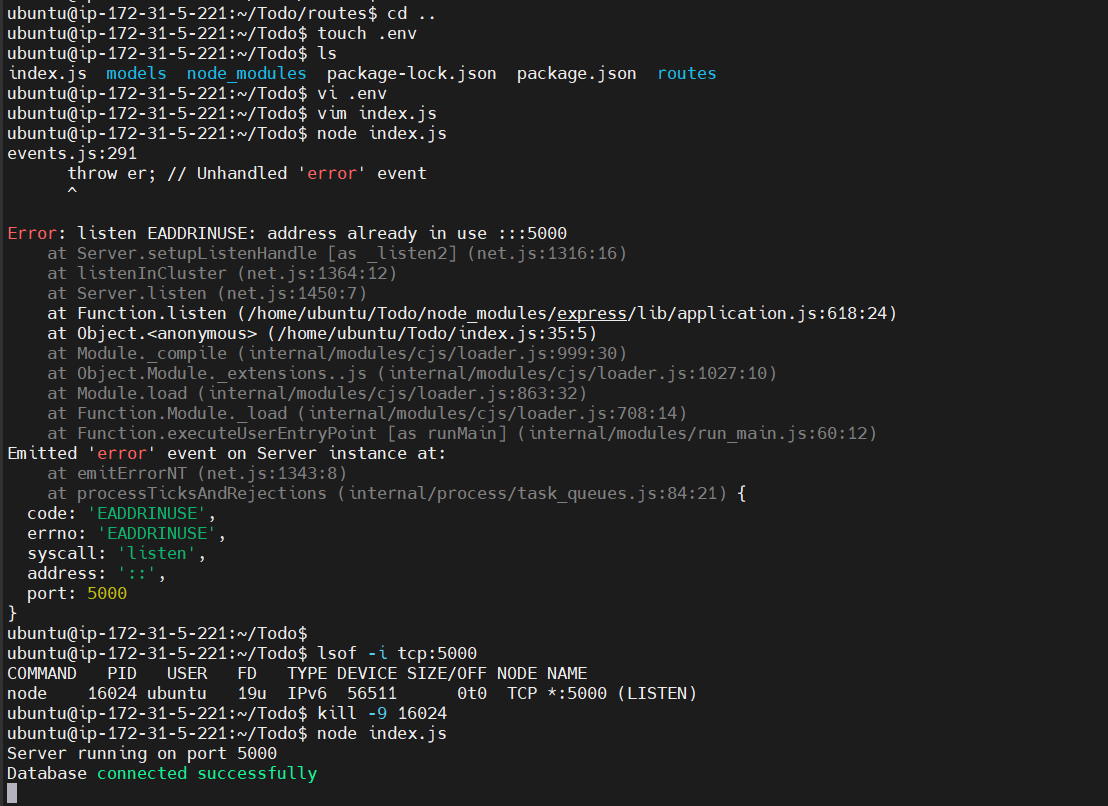 ubuntu@ip-172-31-5-221:~/Todo/routes$ cd ..
ubuntu@ip-172-31-5-221:~/Todo$ touch .env
ubuntu@ip-172-31-5-221:~/Todo$ ls
index.js  models  node_modules  package-lock.json  package.json  routes
ubuntu@ip-172-31-5-221:~/Todo$ vi .env
ubuntu@ip-172-31-5-221:~/Todo$ vim index.js
ubuntu@ip-172-31-5-221:~/Todo$ node index.js
events.js:291
      throw er; // Unhandled 'error' event
      ^

Error: listen EADDRINUSE: address already in use :::5000
    at Server.setupListenHandle [as _listen2] (net.js:1316:16)
    at listenInCluster (net.js:1364:12)
    at Server.listen (net.js:1450:7)
    at Function.listen (/home/ubuntu/Todo/node_modules/express/lib/application.js:618:24)
    at Object.<anonymous> (/home/ubuntu/Todo/index.js:35:5)
    at Module._compile (internal/modules/cjs/loader.js:999:30)
    at Object.Module._extensions..js (internal/modules/cjs/loader.js:1027:10)
    at Module.load (internal/modules/cjs/loader.js:863:32)
    at Function.Module._load (internal/modules/cjs/loader.js:708:14)
    at Function.executeUserEntryPoint [as runMain] (internal/modules/run_main.js:60:12)
Emitted 'error' event on Server instance at:
    at emitErrorNT (net.js:1343:8)
    at processTicksAndRejections (internal/process/task_queues.js:84:21) {
  code: 'EADDRINUSE',
  errno: 'EADDRINUSE',
  syscall: 'listen',
  address: '::',
  port: 5000
}
ubuntu@ip-172-31-5-221:~/Todo$
ubuntu@ip-172-31-5-221:~/Todo$ lsof -i tcp:5000
COMMAND   PID   USER   FD   TYPE DEVICE SIZE/OFF NODE NAME
node    16024 ubuntu   19u  IPv6  56511      0t0  TCP *:5000 (LISTEN)
ubuntu@ip-172-31-5-221:~/Todo$ kill -9 16024
ubuntu@ip-172-31-5-221:~/Todo$ node index.js
Server running on port 5000
Database connected successfully